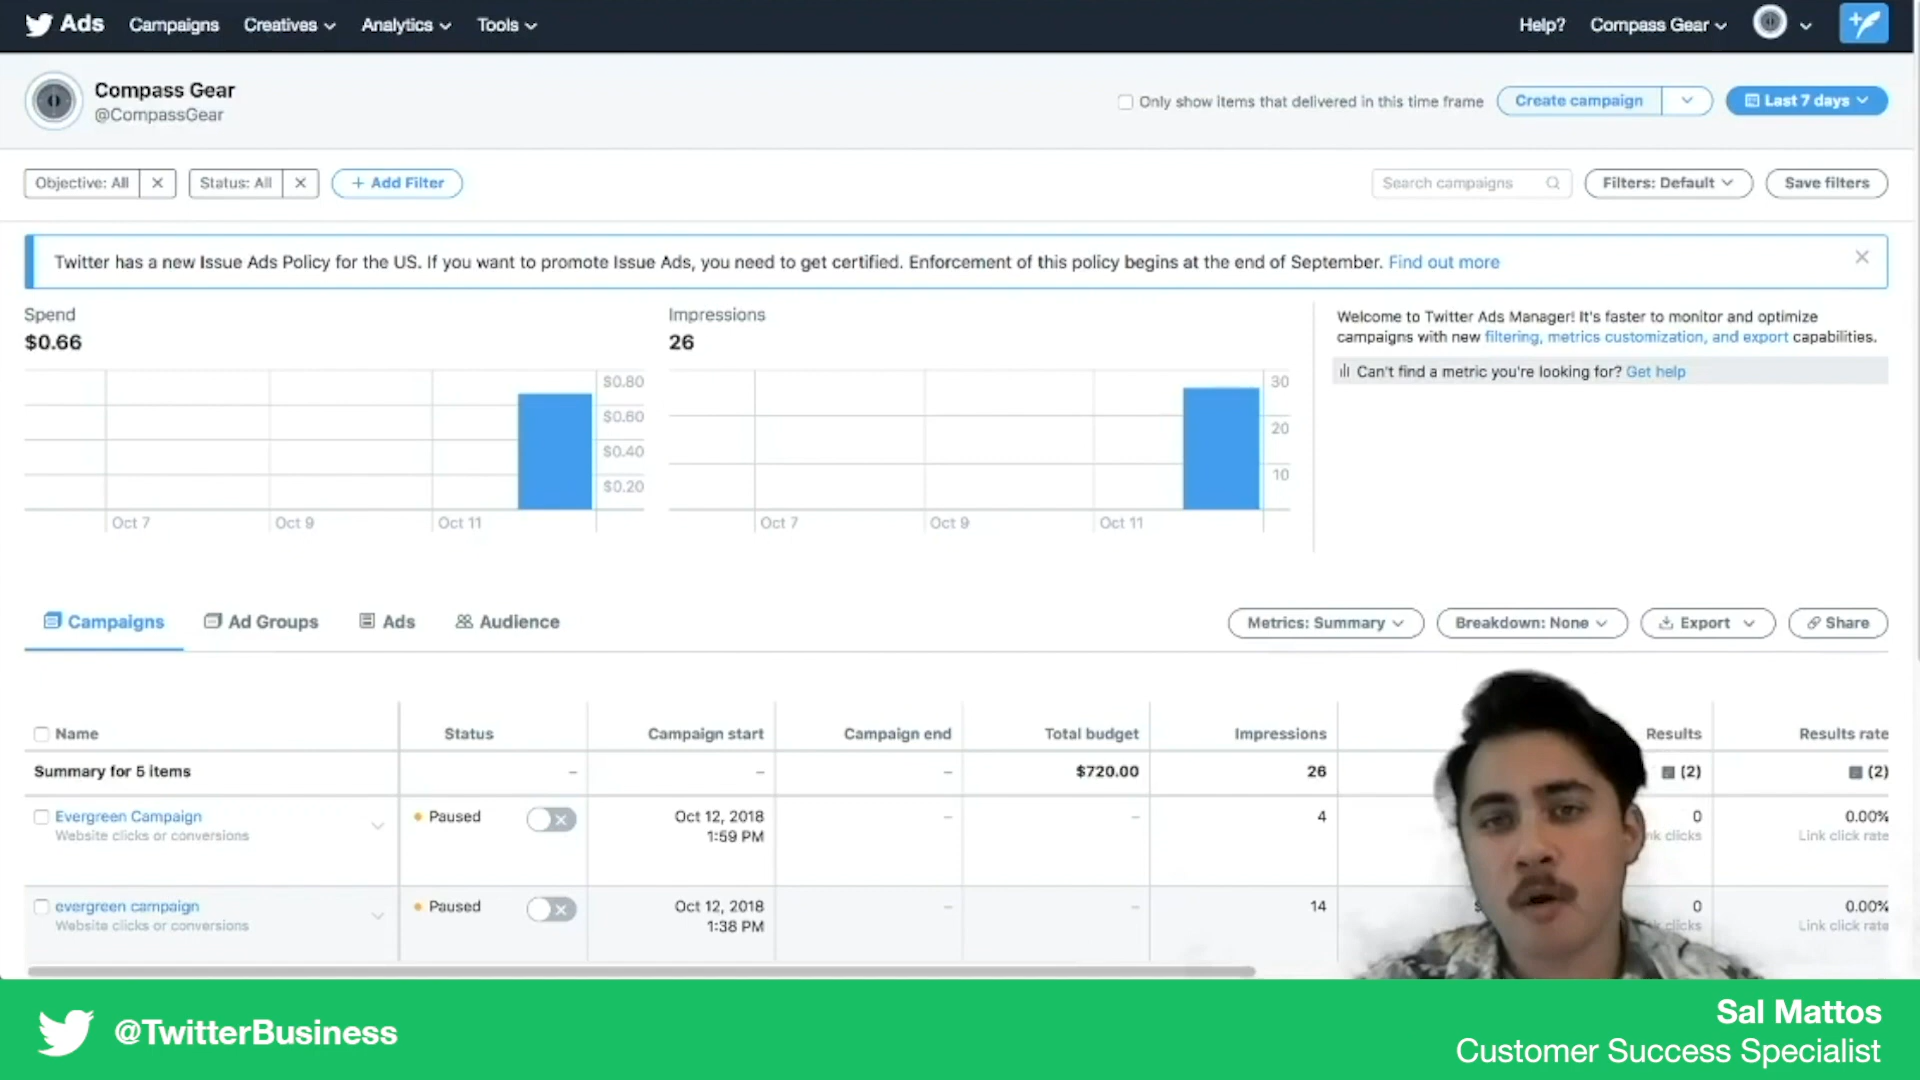 Ads Campaigns Creatives Analytics Tools Help? Compass Gear
Compass Gear
@CompassGear
Only show items that delivered in this time frame Create campaign Last 7 days
Objective: All Status: All + Add Filter Search campaigns Filters: Default Save filters
Twitter has a new Issue Ads Policy for the US. If you want to promote Issue Ads, you need to get certified. Enforcement of this policy begins at the end of September. Find out more
Spend
$0.66
$0.80
$0.60
$0.40
$0.20
Oct 7 Oct 9 Oct 11
Impressions
26
30
20
10
Oct 7 Oct 9 Oct 11
Welcome to Twitter Ads Manager! It's faster to monitor and optimize
campaigns with new filtering, metrics customization, and export capabilities.
Can't find a metric you're looking for? Get help
Campaigns Ad Groups Ads Audience Metrics: Summary Breakdown: None Export Share
Name Status Campaign start Campaign end Total budget Impressions Results Results rate
Summary for 5 items – – – $720.00 26 (2) (2)
Evergreen Campaign Paused Oct 12, 2018 – – 4 0 0.00%
Website clicks or conversions 1:59 PM nk clicks Link click rate
evergreen campaign Paused Oct 12, 2018 – – 14 0 0.00%
Website clicks or conversions 1:38 PM clicks Link click rate
@TwitterBusiness
Sal Mattos
Customer Success Specialist